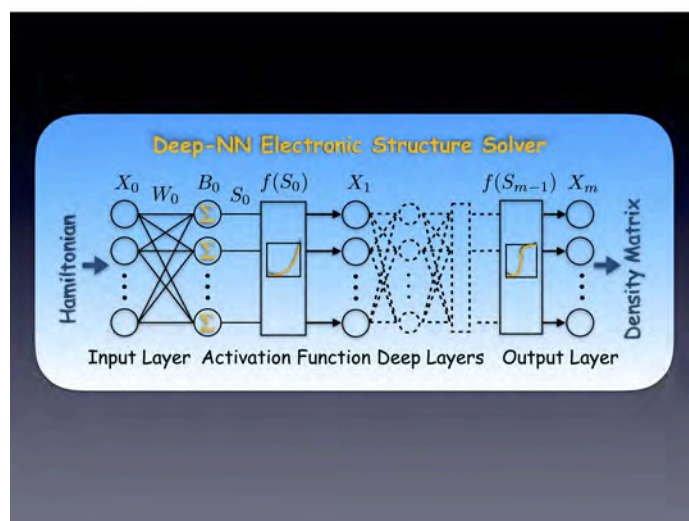 Deep-NN Electronic Structure Solver
X₀ W₀ B₀ S₀ f(S₀) X₁ f(Sₘ₋₁) Xₘ
Hamiltonian
Σ
Σ
Σ
Density Matrix
Input Layer Activation Function Deep Layers Output Layer